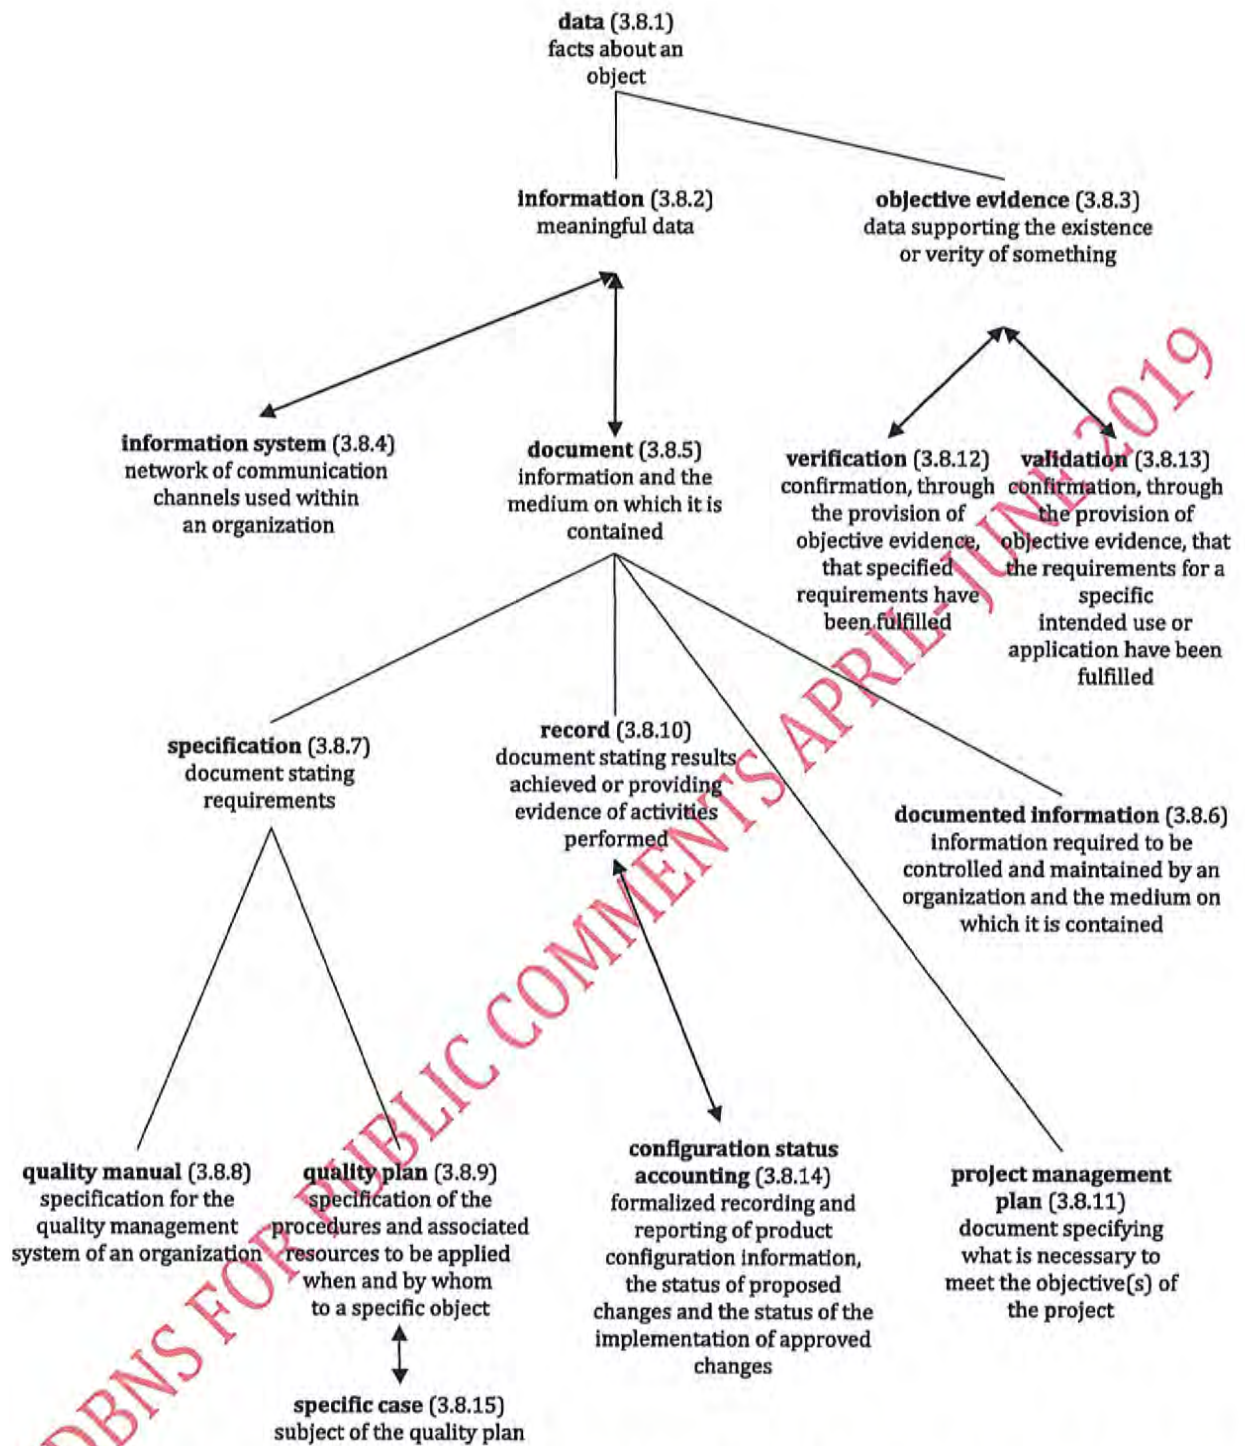 data (3.8.1)
facts about an
object
information (3.8.2)
meaningful data
objective evidence (3.8.3)
data supporting the existence
or verity of something
information system (3.8.4)
network of communication
channels used within
an organization
document (3.8.5)
information and the
medium on which it is
contained
verification (3.8.12)
confirmation, through
the provision of
objective evidence,
that specified
requirements have
been fulfilled
validation (3.8.13)
confirmation, through
the provision of
objective evidence, that
the requirements for a
specific
intended use or
application have been
fulfilled
specification (3.8.7)
document stating
requirements
record (3.8.10)
document stating results
achieved or providing
evidence of activities
performed
documented information (3.8.6)
information required to be
controlled and maintained by an
organization and the medium on
which it is contained
quality manual (3.8.8)
specification for the
quality management
system of an organization
quality plan (3.8.9)
specification of the
procedures and associated
resources to be applied
when and by whom
to a specific object
configuration status
accounting (3.8.14)
formalized recording and
reporting of product
configuration information,
the status of proposed
changes and the status of the
implementation of approved
changes
project management
plan (3.8.11)
document specifying
what is necessary to
meet the objective(s) of
the project
specific case (3.8.15)
subject of the quality plan
DBNS FOR PUBLIC COMMENTS APRIL-JUNE 2019